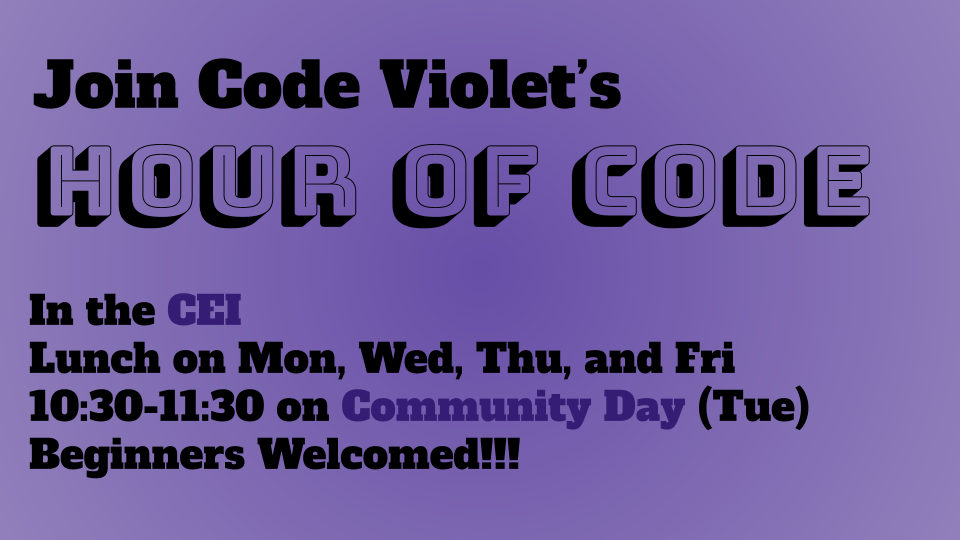 Join Code Violet’s
HOUR OF CODE
In the CEI
Lunch on Mon, Wed, Thu, and Fri
10:30-11:30 on Community Day (Tue)
Beginners Welcomed!!!